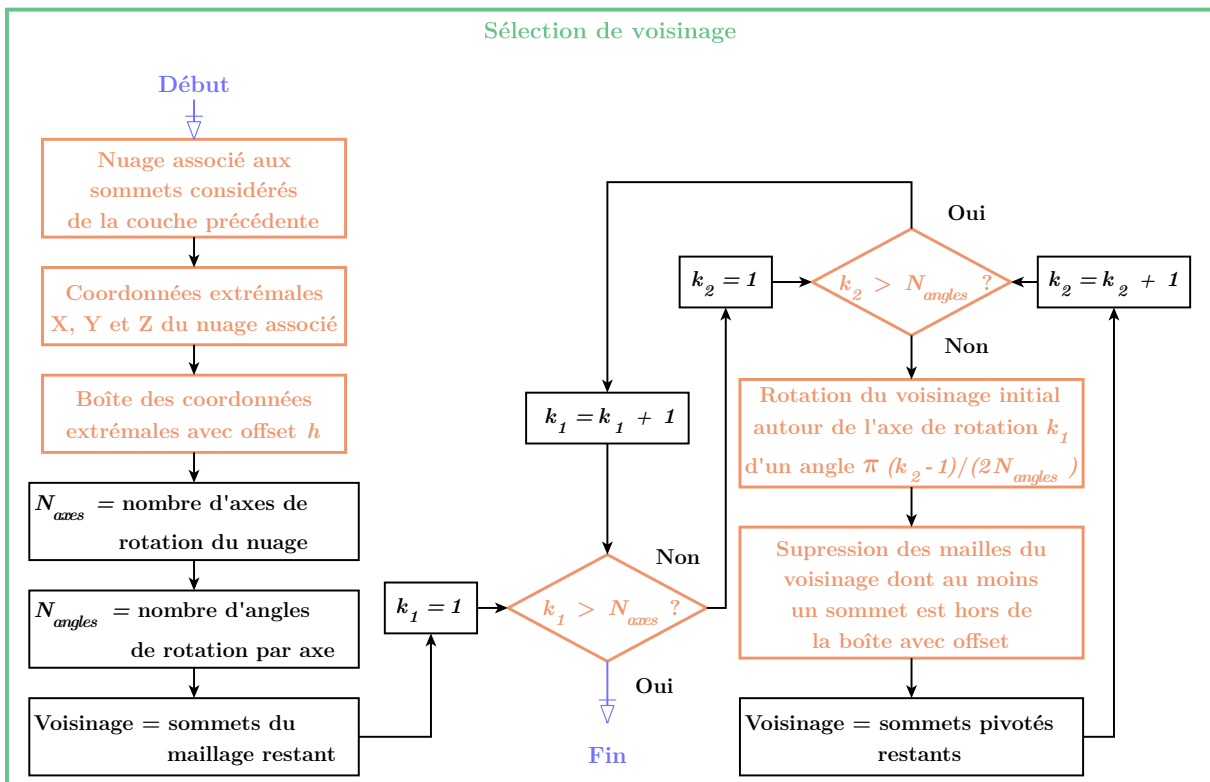 Sélection de voisinage
Début
Nuage associé aux
sommets considérés
de la couche précédente
Coordonnées extrémales
X, Y et Z du nuage associé
Boîte des coordonnées
extrémales avec offset h
N_axes = nombre d'axes de
rotation du nuage
N_angles = nombre d'angles
de rotation par axe
Voisinage = sommets du
maillage restant
k_1 = 1
k_1 = k_1 + 1
k_1 > N_axes ?
Non
Oui
Fin
k_2 = 1
Oui
k_2 > N_angles ?
k_2 = k_2 + 1
Non
Rotation du voisinage initial
autour de l'axe de rotation k_1
d'un angle π (k_2 - 1)/(2N_angles )
Supression des mailles du
voisinage dont au moins
un sommet est hors de
la boîte avec offset
Voisinage = sommets pivotés
restants